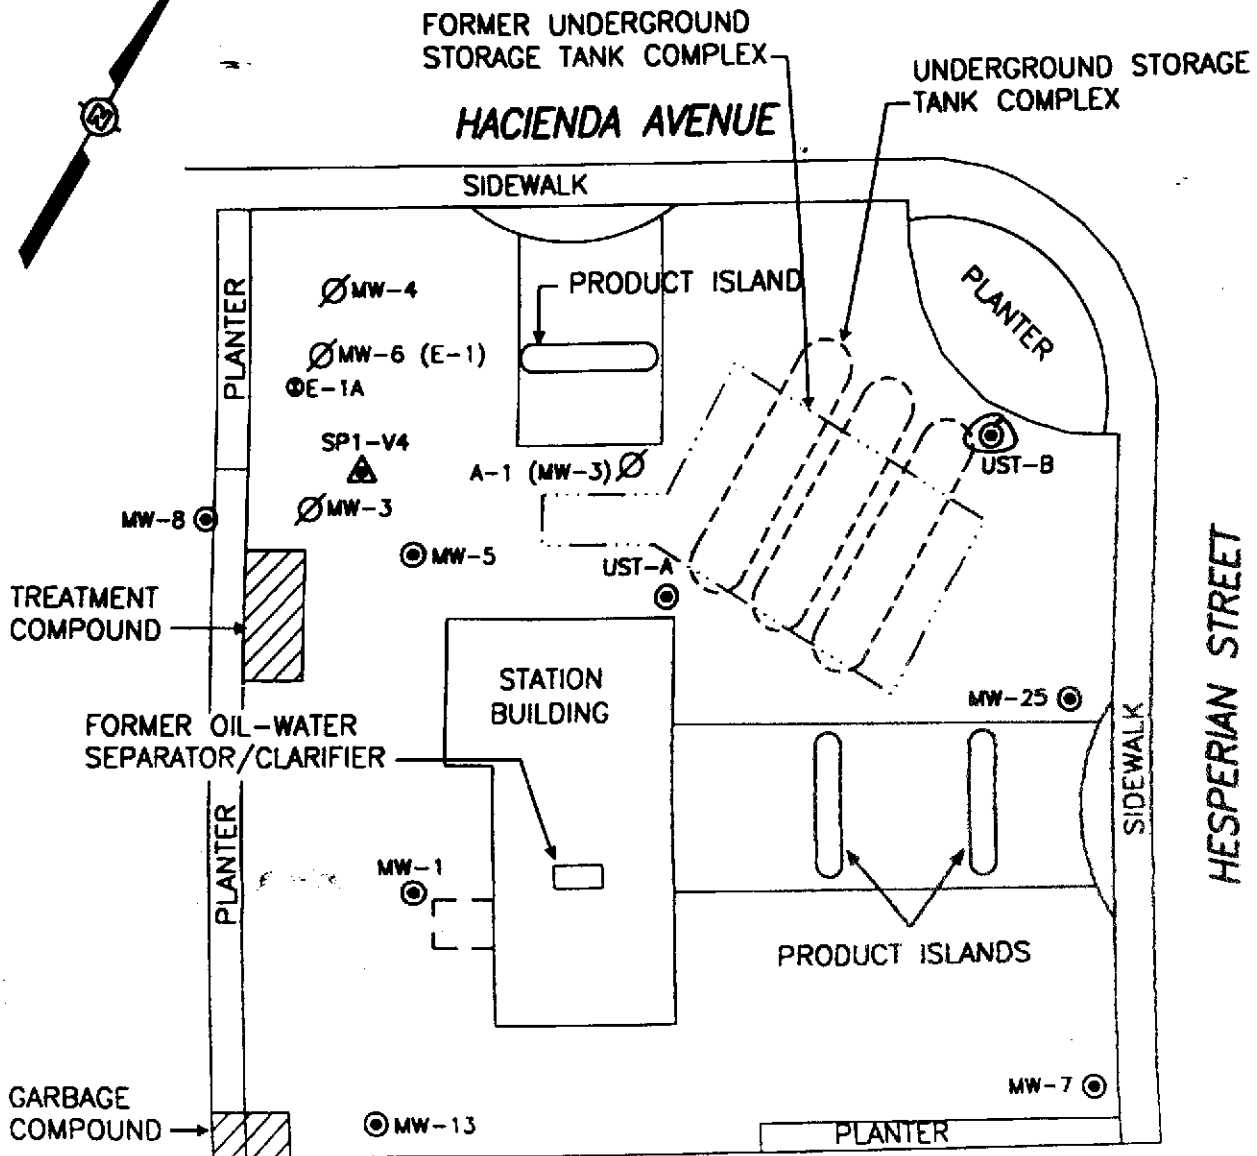 FORMER UNDERGROUND
STORAGE TANK COMPLEX
UNDERGROUND STORAGE
TANK COMPLEX
HACIENDA AVENUE
SIDEWALK
PLANTER
MW-4
PRODUCT ISLAND
PLANTER
MW-6 (E-1)
E-1A
SP1-V4
A-1 (MW-3)
UST-B
MW-3
MW-8
MW-5
UST-A
TREATMENT
COMPOUND
STATION
BUILDING
MW-25
HESPERIAN STREET
SIDEWALK
FORMER OIL-WATER
SEPARATOR/CLARIFIER
PLANTER
MW-1
PRODUCT ISLANDS
MW-7
GARBAGE
COMPOUND
MW-13
PLANTER